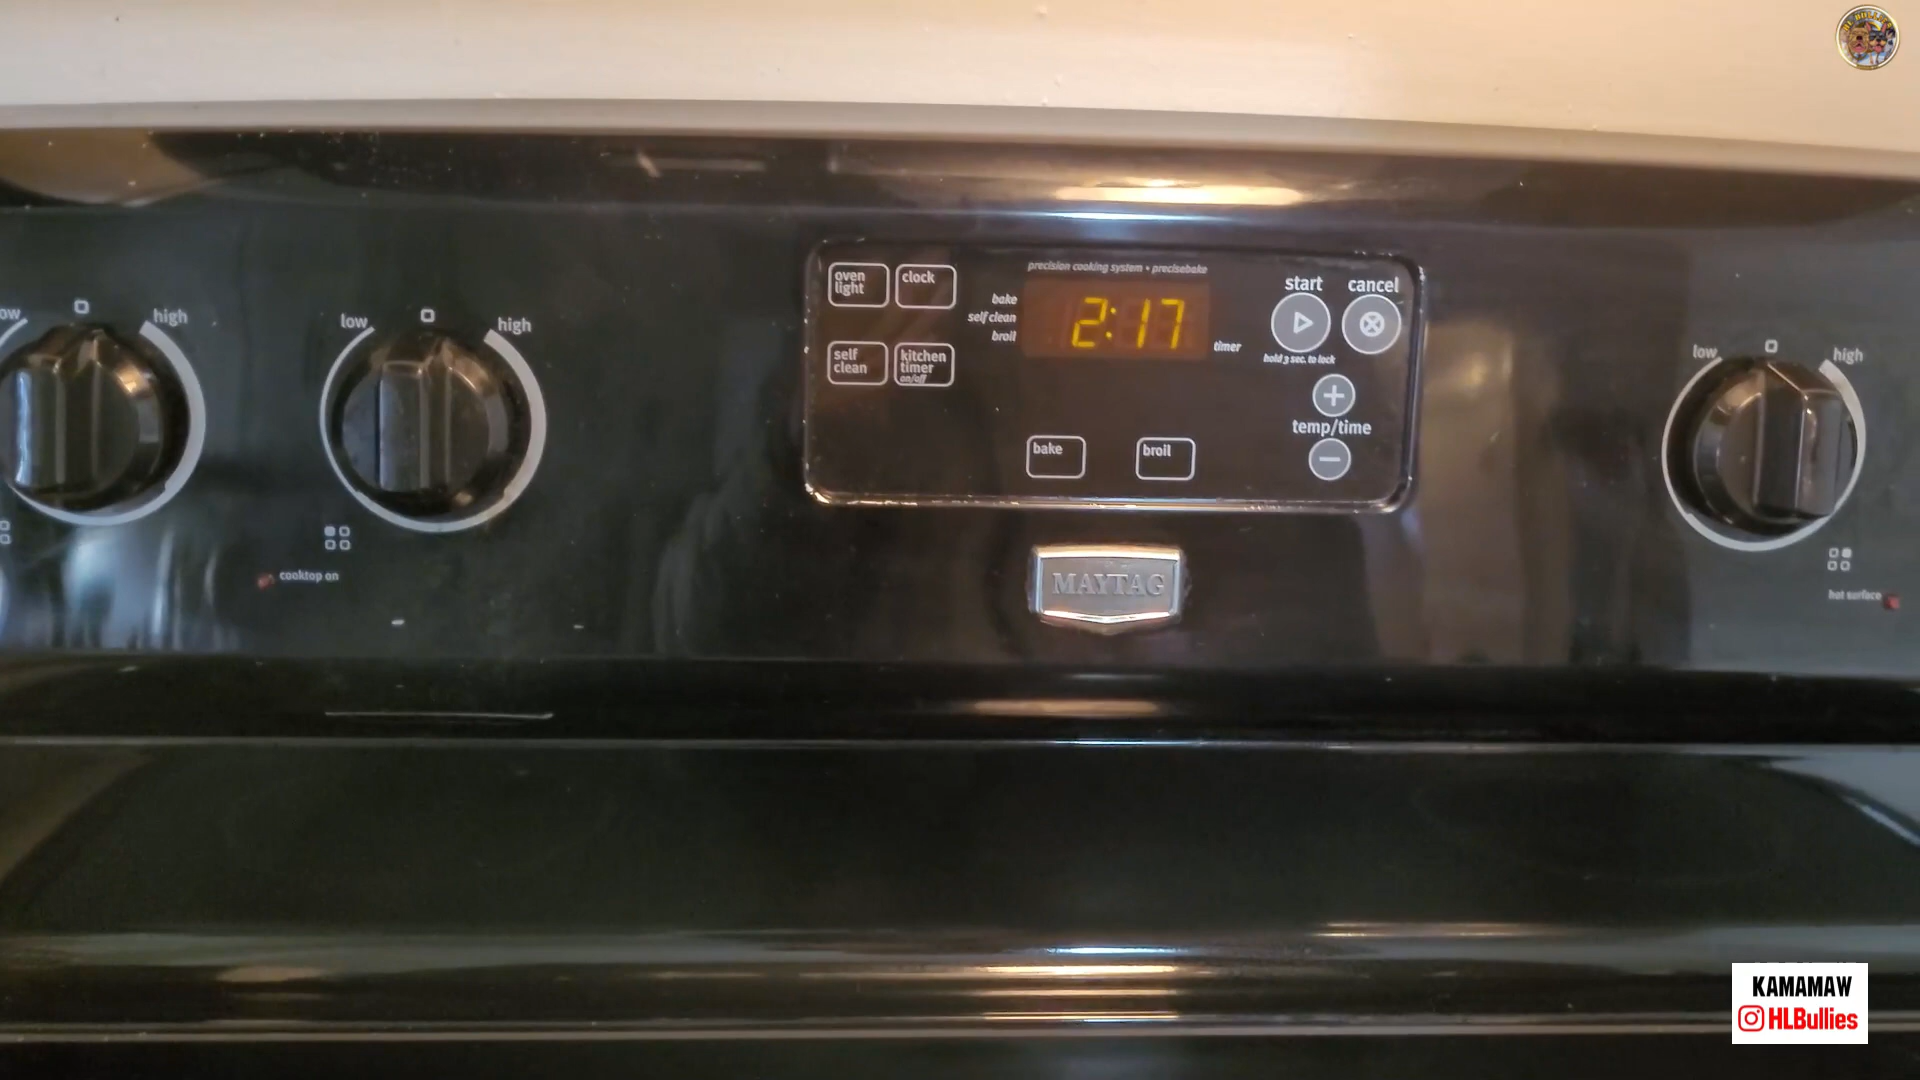 precision cooking system • precisebake
oven
light
clock
bake
self clean
broil
2:17
timer
start
cancel
hold 3 sec. to lock
self
clean
kitchen
timer
on/off
temp/time
bake
broil
low
high
low
high
low
high
cooktop on
hot surface
MAYTAG
KAMAMAW
HLBullies